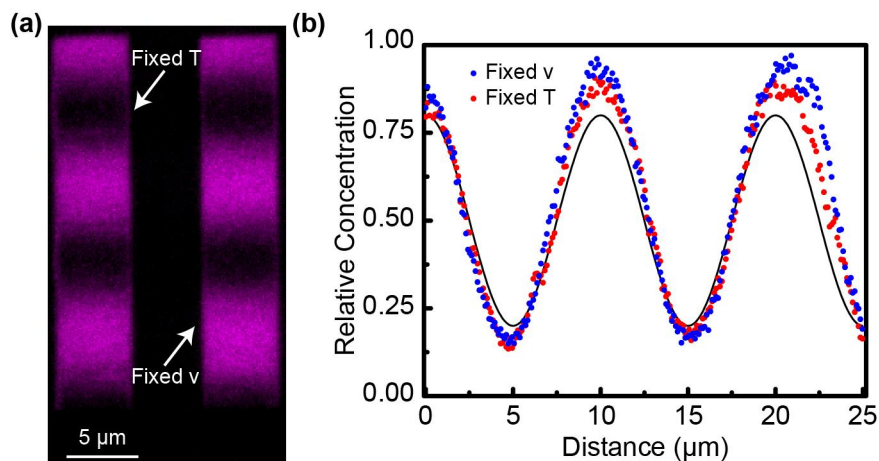 (a)
Fixed T
Fixed v
5 μm
(b)
Relative Concentration
1.00
0.75
0.50
0.25
0.00
Fixed v
Fixed T
0 5 10 15 20 25
Distance (μm)